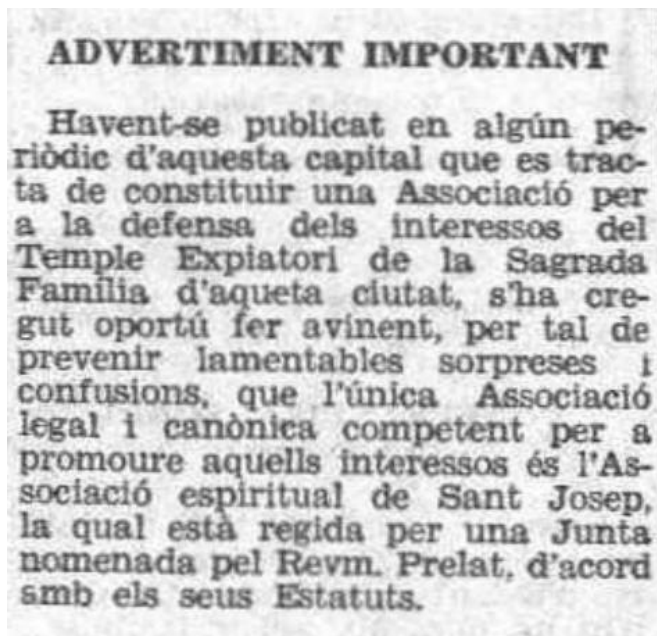 ADVERTIMENT IMPORTANT
Havent-se publicat en algún pe-
riòdic d'aquesta capital que es trac-
ta de constituir una Associació per
a la defensa dels interessos del
Temple Expiatori de la Sagrada
Família d'aqueta ciutat, s'ha cre-
gut oportú fer avinent, per tal de
prevenir lamentables sorpreses i
confusions, que l'única Associació
legal i canònica competent per a
promoure aquells interessos és l'As-
sociació espiritual de Sant Josep,
la qual està regida per una Junta
nomenada pel Revm. Prelat, d'acord
amb els seus Estatuts.